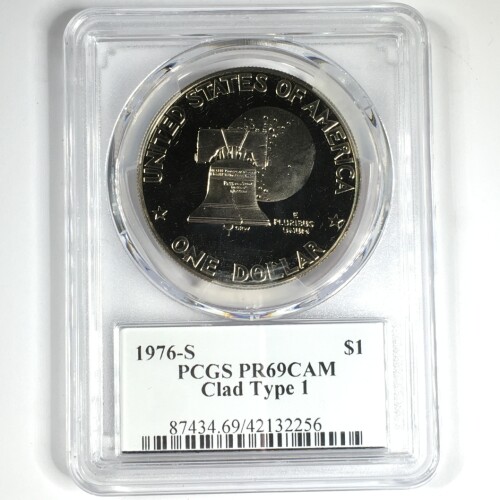 UNITED STATES OF AMERICA
E
PLURIBUS
UNUM
ONE DOLLAR
1976-S $1
PCGS PR69CAM
Clad Type 1
87434.69/42132256